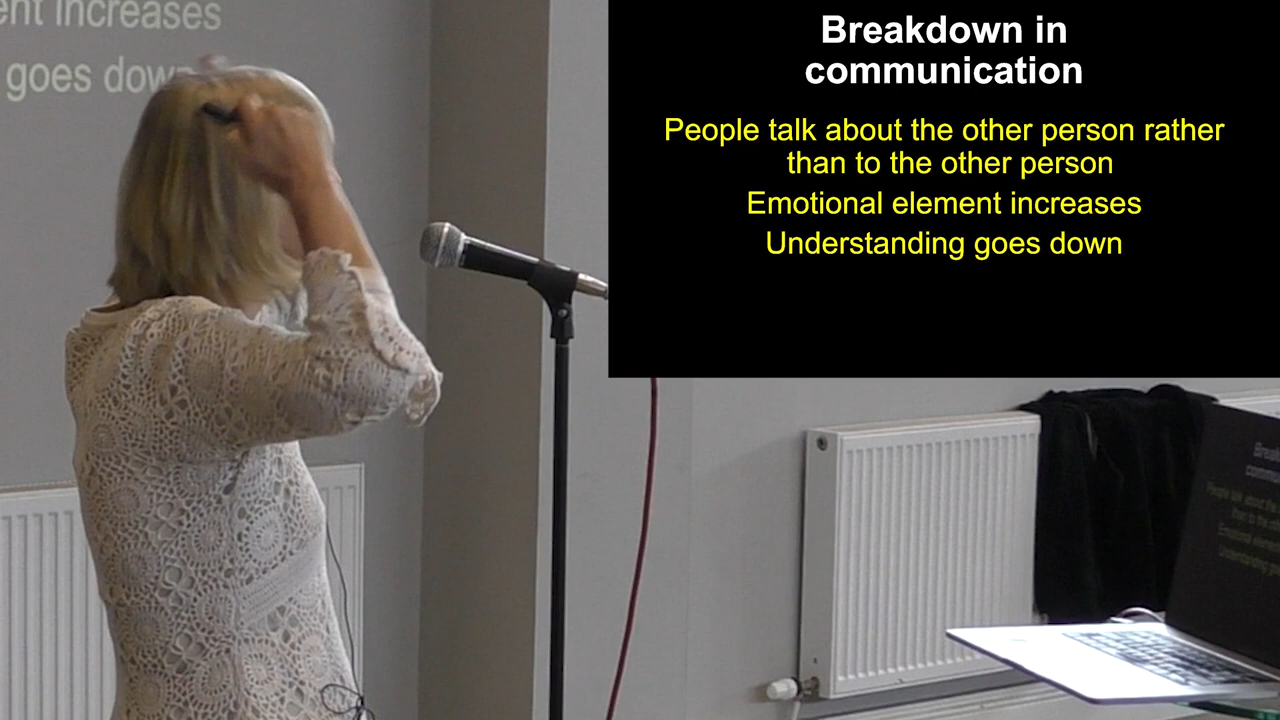 ent increases
goes down
Breakdown in
communication
People talk about the other person rather
than to the other person
Emotional element increases
Understanding goes down